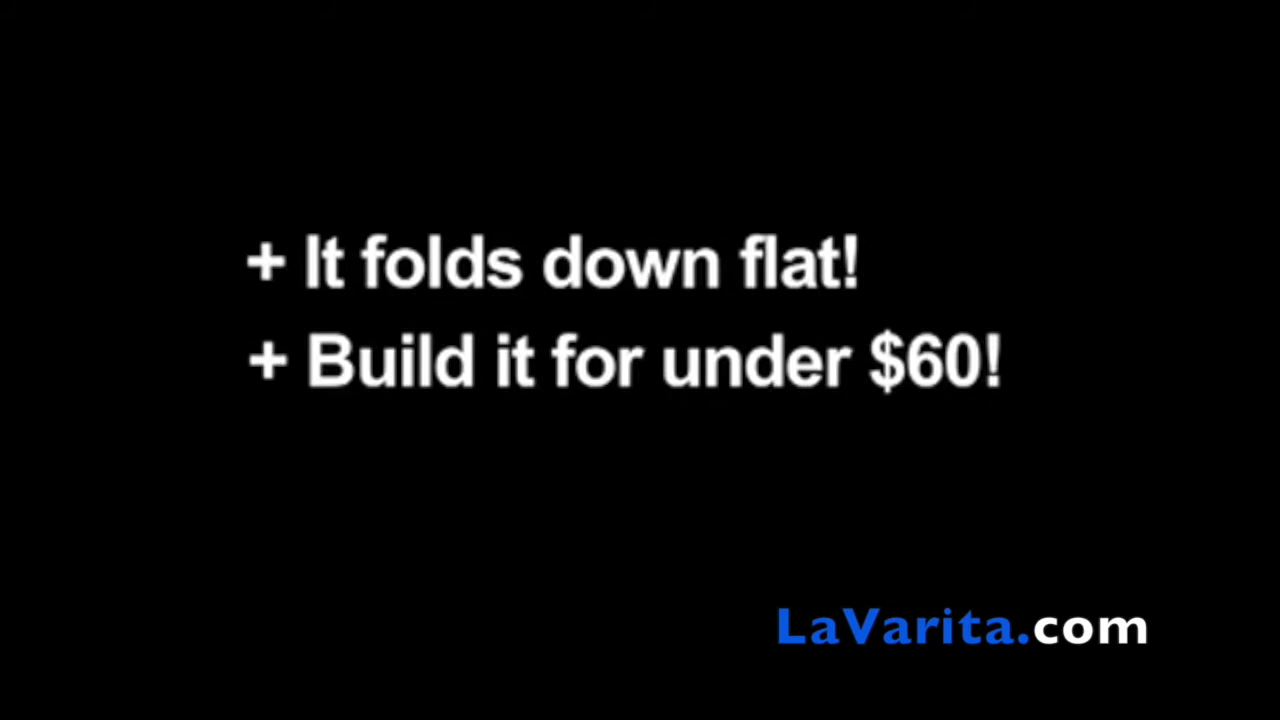 + It folds down flat!
+ Build it for under $60!
LaVarita.com